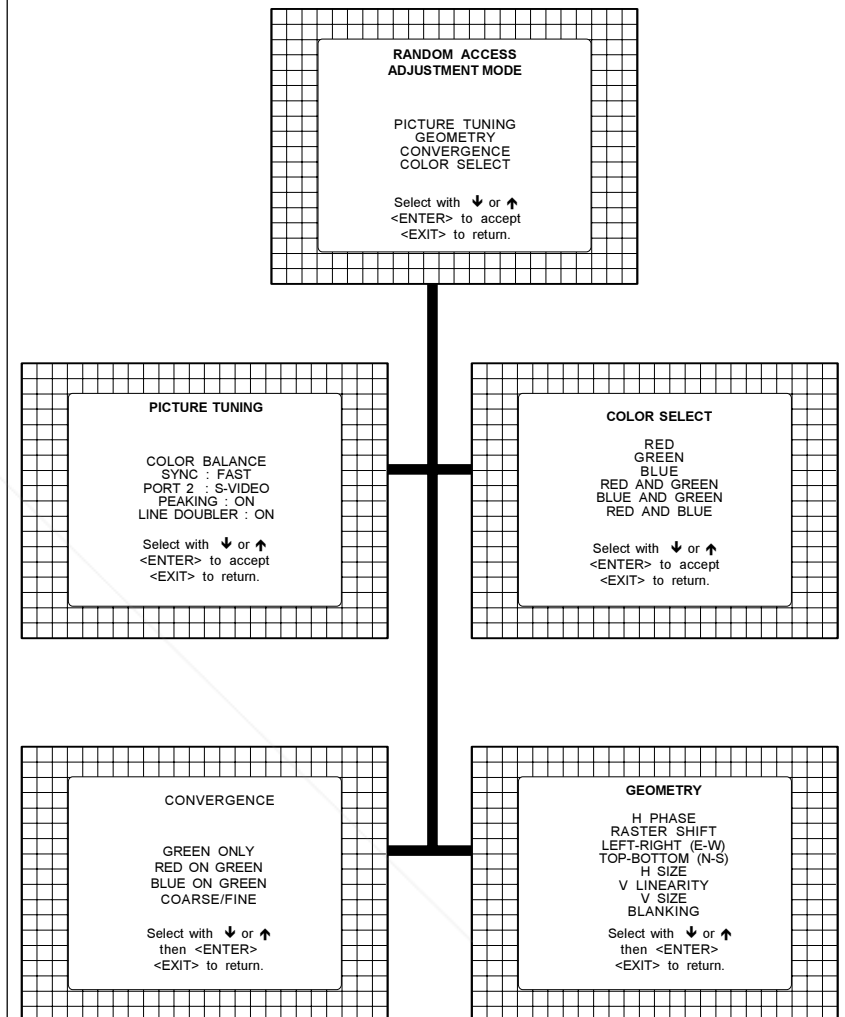 RANDOM ACCESS
ADJUSTMENT MODE
PICTURE TUNING
GEOMETRY
CONVERGENCE
COLOR SELECT
Select with ↓ or ↑
<ENTER> to accept
<EXIT> to return.
PICTURE TUNING
COLOR BALANCE
SYNC : FAST
PORT 2 : S-VIDEO
PEAKING : ON
LINE DOUBLER : ON
Select with ↓ or ↑
<ENTER> to accept
<EXIT> to return.
COLOR SELECT
RED
GREEN
BLUE
RED AND GREEN
BLUE AND GREEN
RED AND BLUE
Select with ↓ or ↑
<ENTER> to accept
<EXIT> to return.
CONVERGENCE
GREEN ONLY
RED ON GREEN
BLUE ON GREEN
COARSE/FINE
Select with ↓ or ↑
then <ENTER>
<EXIT> to return.
GEOMETRY
H PHASE
RASTER SHIFT
LEFT-RIGHT (E-W)
TOP-BOTTOM (N-S)
H SIZE
V LINEARITY
V SIZE
BLANKING
Select with ↓ or ↑
then <ENTER>
<EXIT> to return.